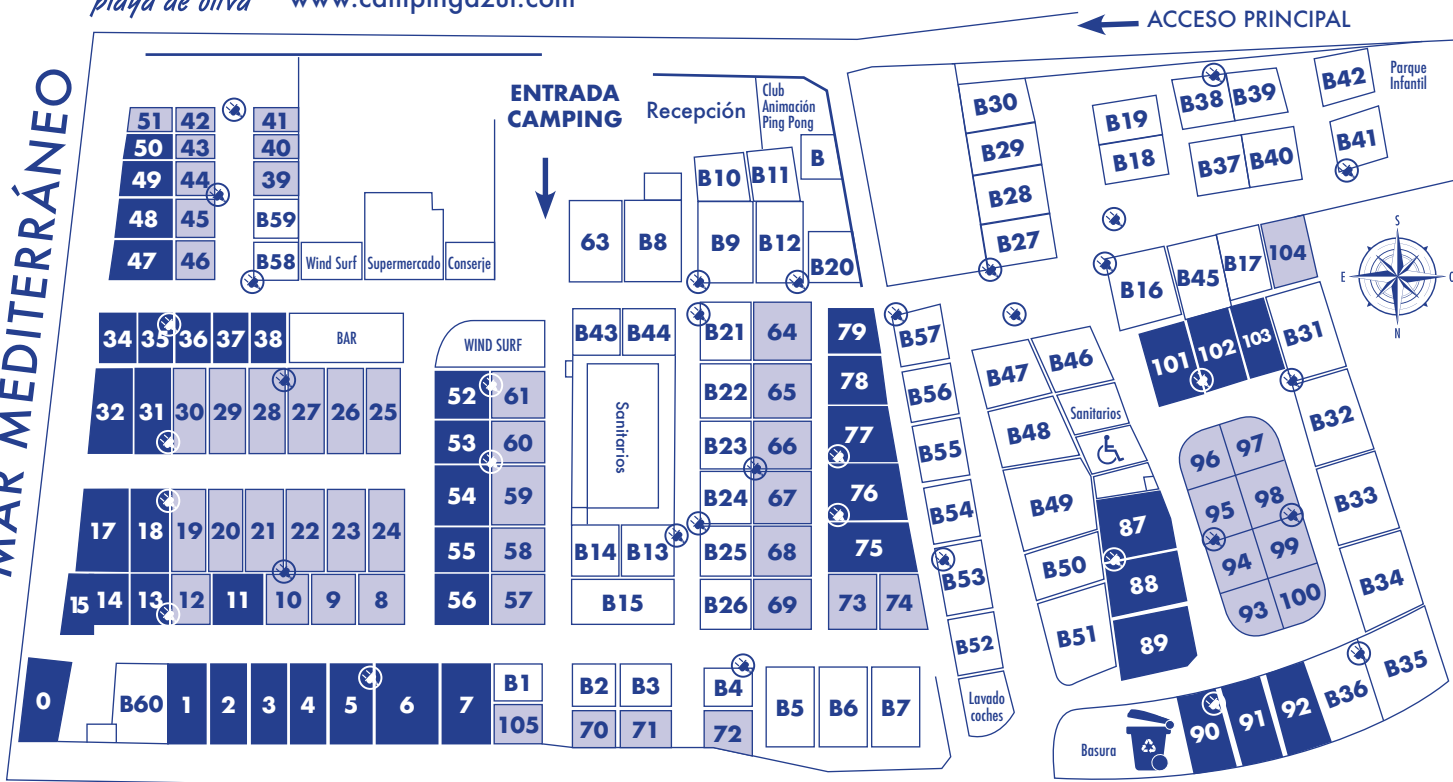 playa de oliva www.campingazul.com
ACCESO PRINCIPAL
MAR MEDITERRÁNEO
ENTRADA
CAMPING
Recepción
Club
Animación
Ping Pong
B
Parque
Infantil
B30
B29
B28
B27
B19
B18
B38 B39
B37 B40
B42
B41
51 42 41
50 43 40
49 44 39
48 45 B59
47 46 B58
Wind Surf
Supermercado
Conserje
63 B8
B10 B11
B9 B12
B20
B16 B45 B17 104
S
E O
N
34 35 36 37 38
BAR
WIND SURF
B43 B44
B21 64 79
B57
B47 B46
101 102 103 B31
32 31 30 29 28 27 26 25
52 61
53 60
54 59
55 58
56 57
Sanitarios
B22 65 78
B23 66 77
B24 67 76
B25 68 75
B26 69 73 74
B14 B13
B15
B56
B55
B54
B53
B52
B48
Sanitarios
B49
B50
B51
87
88
89
96 97
95 98
94 99
93 100
B32
B33
B34
B35
B36
17 18 19 20 21 22 23 24
15 14 13 12 11 10 9 8
0 B60 1 2 3 4 5 6 7
B1
105
B2 B3
70 71
B4
72
B5 B6 B7
Lavado
coches
Basura
90 91 92